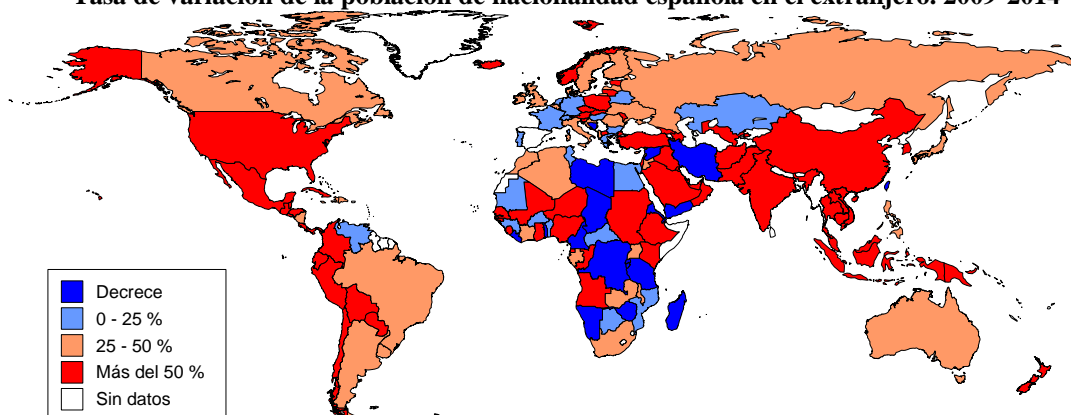 Tasa de variación de la población de nacionalidad española en el extranjero. 2009-2014
Decrece
0 - 25 %
25 - 50 %
Más del 50 %
Sin datos